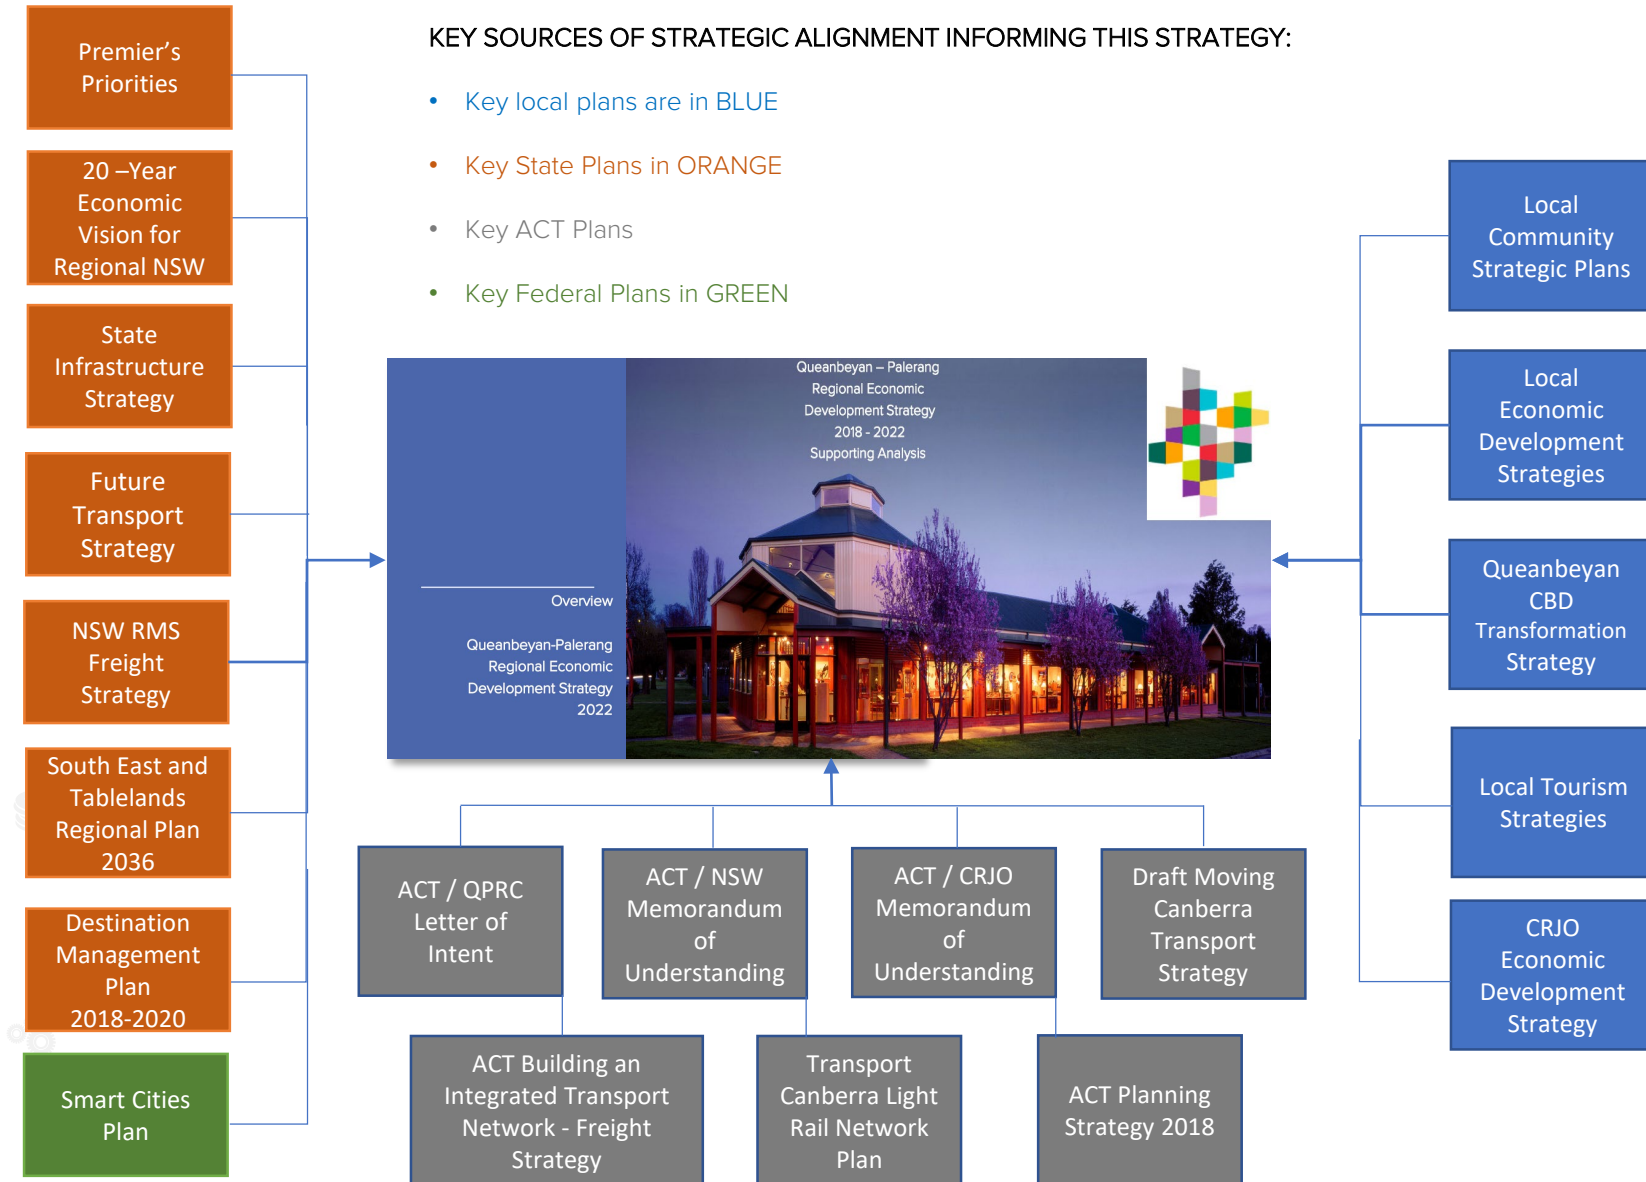 KEY SOURCES OF STRATEGIC ALIGNMENT INFORMING THIS STRATEGY:
• Key local plans are in BLUE
• Key State Plans in ORANGE
• Key ACT Plans
• Key Federal Plans in GREEN
Premier's
Priorities
20 –Year
Economic
Vision for
Regional NSW
State
Infrastructure
Strategy
Future
Transport
Strategy
NSW RMS
Freight
Strategy
South East and
Tablelands
Regional Plan
2036
Destination
Management
Plan
2018-2020
Smart Cities
Plan
Queanbeyan – Palerang
Regional Economic
Development Strategy
2018 - 2022
Supporting Analysis
Overview
Queanbeyan-Palerang
Regional Economic
Development Strategy
2022
ACT / QPRC
Letter of
Intent
ACT / NSW
Memorandum
of
Understanding
ACT / CRJO
Memorandum
of
Understanding
Draft Moving
Canberra
Transport
Strategy
ACT Building an
Integrated Transport
Network - Freight
Strategy
Transport
Canberra Light
Rail Network
Plan
ACT Planning
Strategy 2018
Local
Community
Strategic Plans
Local
Economic
Development
Strategies
Queanbeyan
CBD
Transformation
Strategy
Local Tourism
Strategies
CRJO
Economic
Development
Strategy